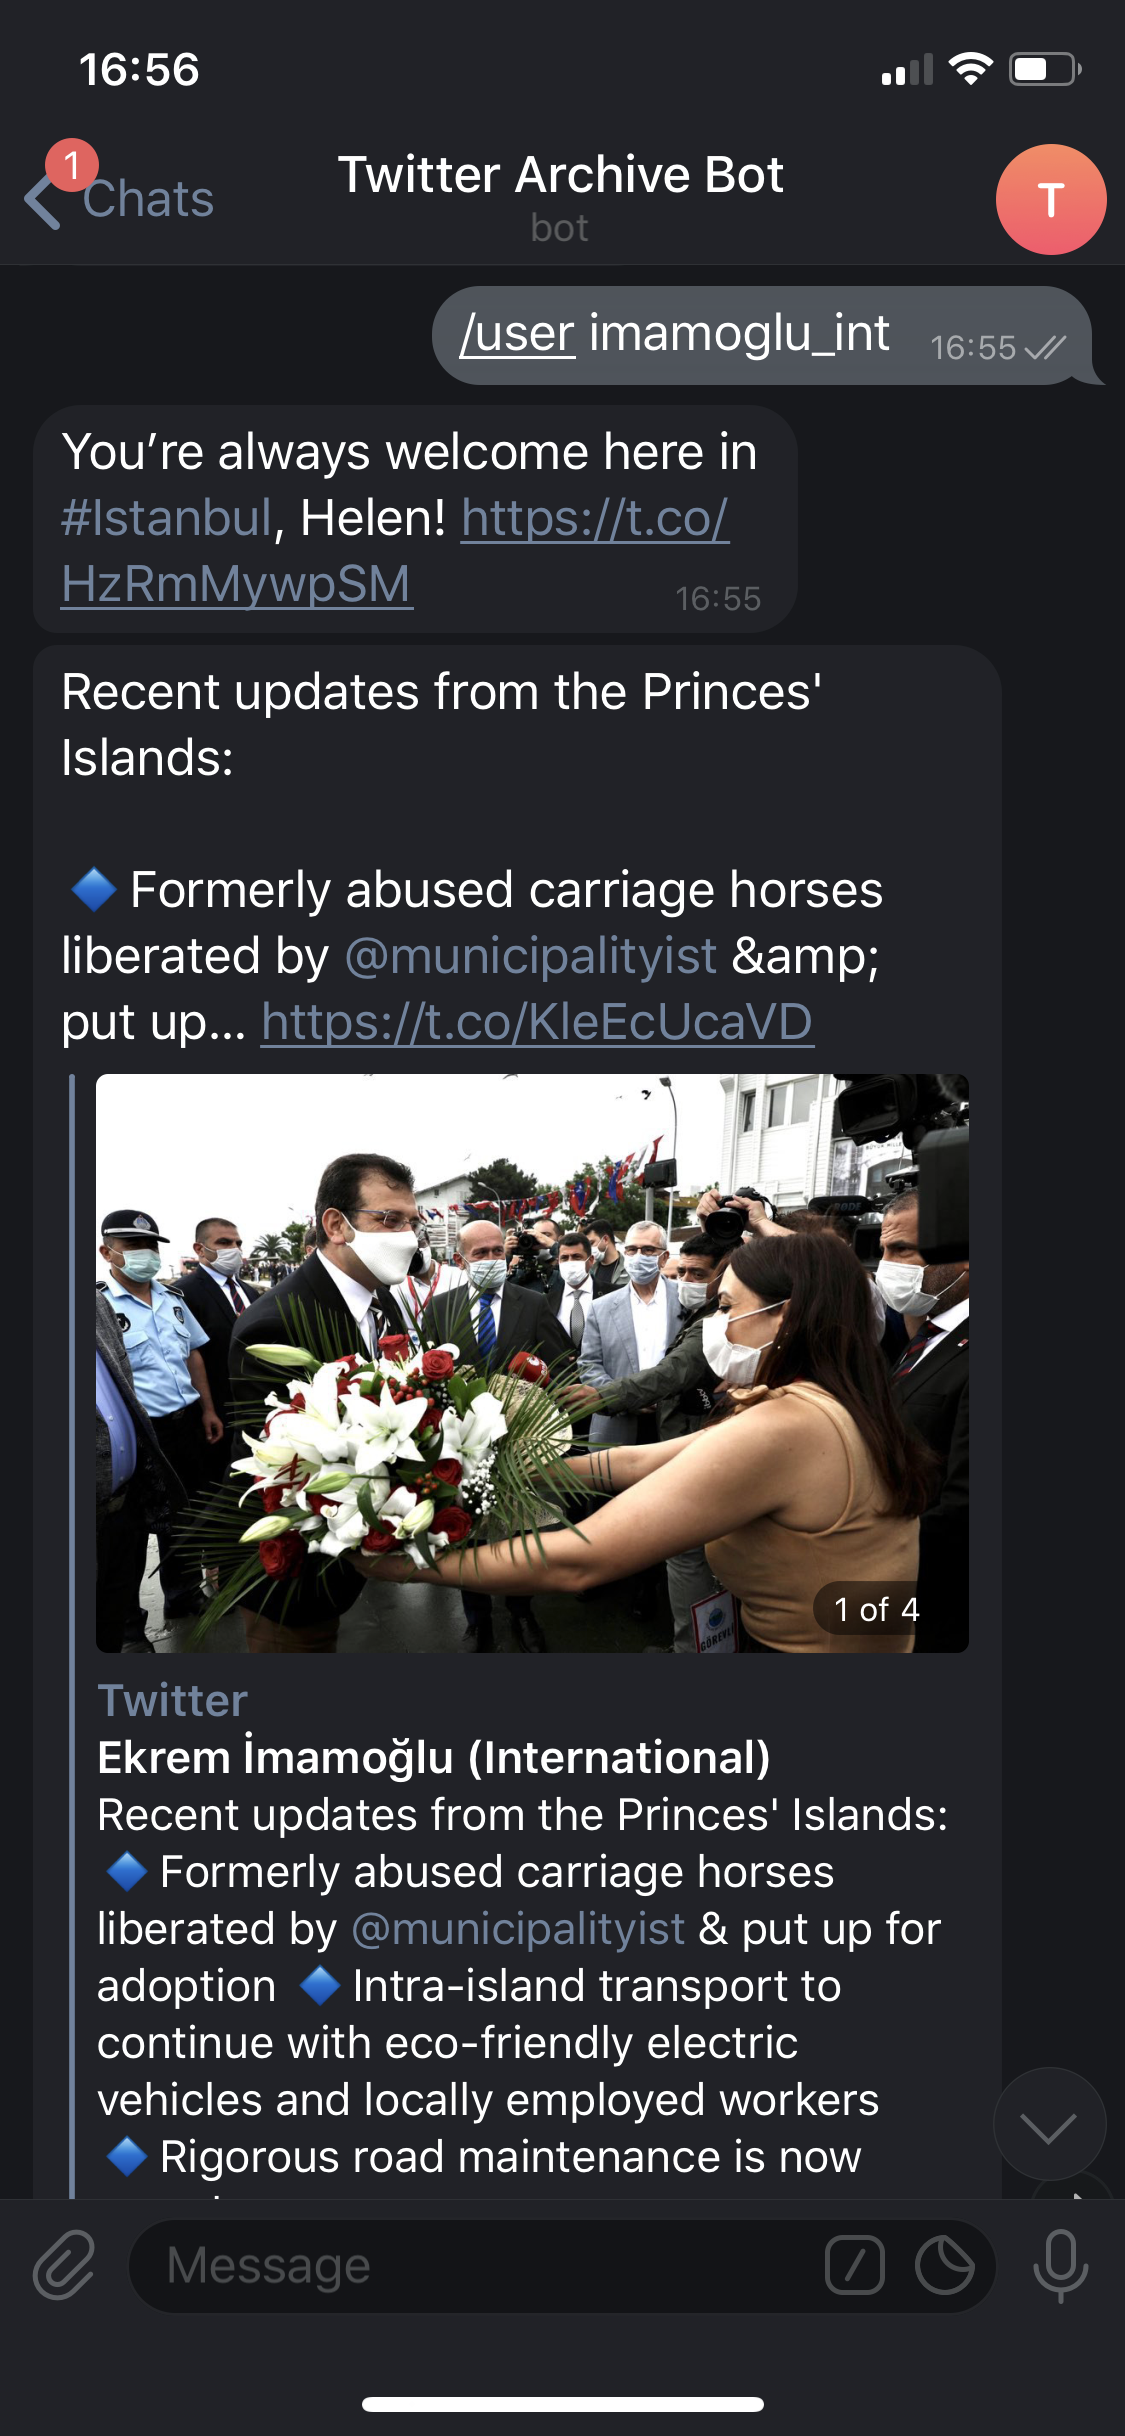 16:56
1
Chats
Twitter Archive Bot
bot
T
/user imamoglu_int 16:55
You’re always welcome here in
#Istanbul, Helen! https://t.co/
HzRmMywpSM 16:55
Recent updates from the Princes'
Islands:
🔷 Formerly abused carriage horses
liberated by @municipalityist &amp;
put up... https://t.co/KleEcUcaVD
RODE
GÖREVLİ
1 of 4
Twitter
Ekrem İmamoğlu (International)
Recent updates from the Princes' Islands:
🔷 Formerly abused carriage horses
liberated by @municipalityist & put up for
adoption 🔷 Intra-island transport to
continue with eco-friendly electric
vehicles and locally employed workers
🔷 Rigorous road maintenance is now
Message